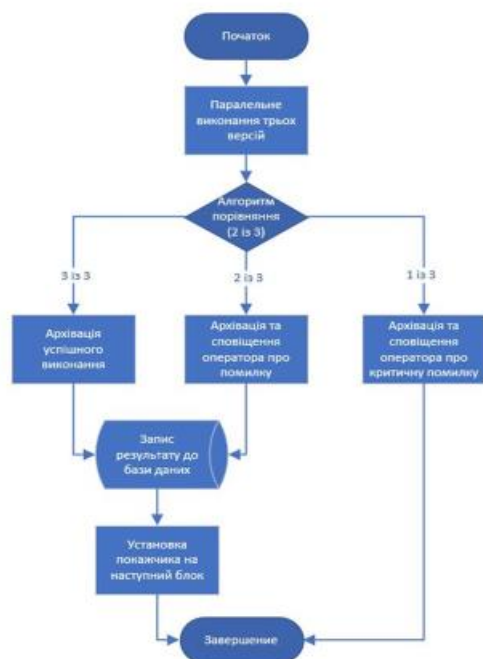 Початок
Паралельне
виконання трьох
версій
Алгоритм
порівняння
(2 із 3)
3 із 3
2 із 3
1 із 3
Архівація
успішного
виконання
Архівація та
сповіщення
оператора про
помилку
Архівація та
сповіщення
оператора про
критичну помилку
Запис
результату до
бази даних
Установка
покажчика на
наступний блок
Завершение